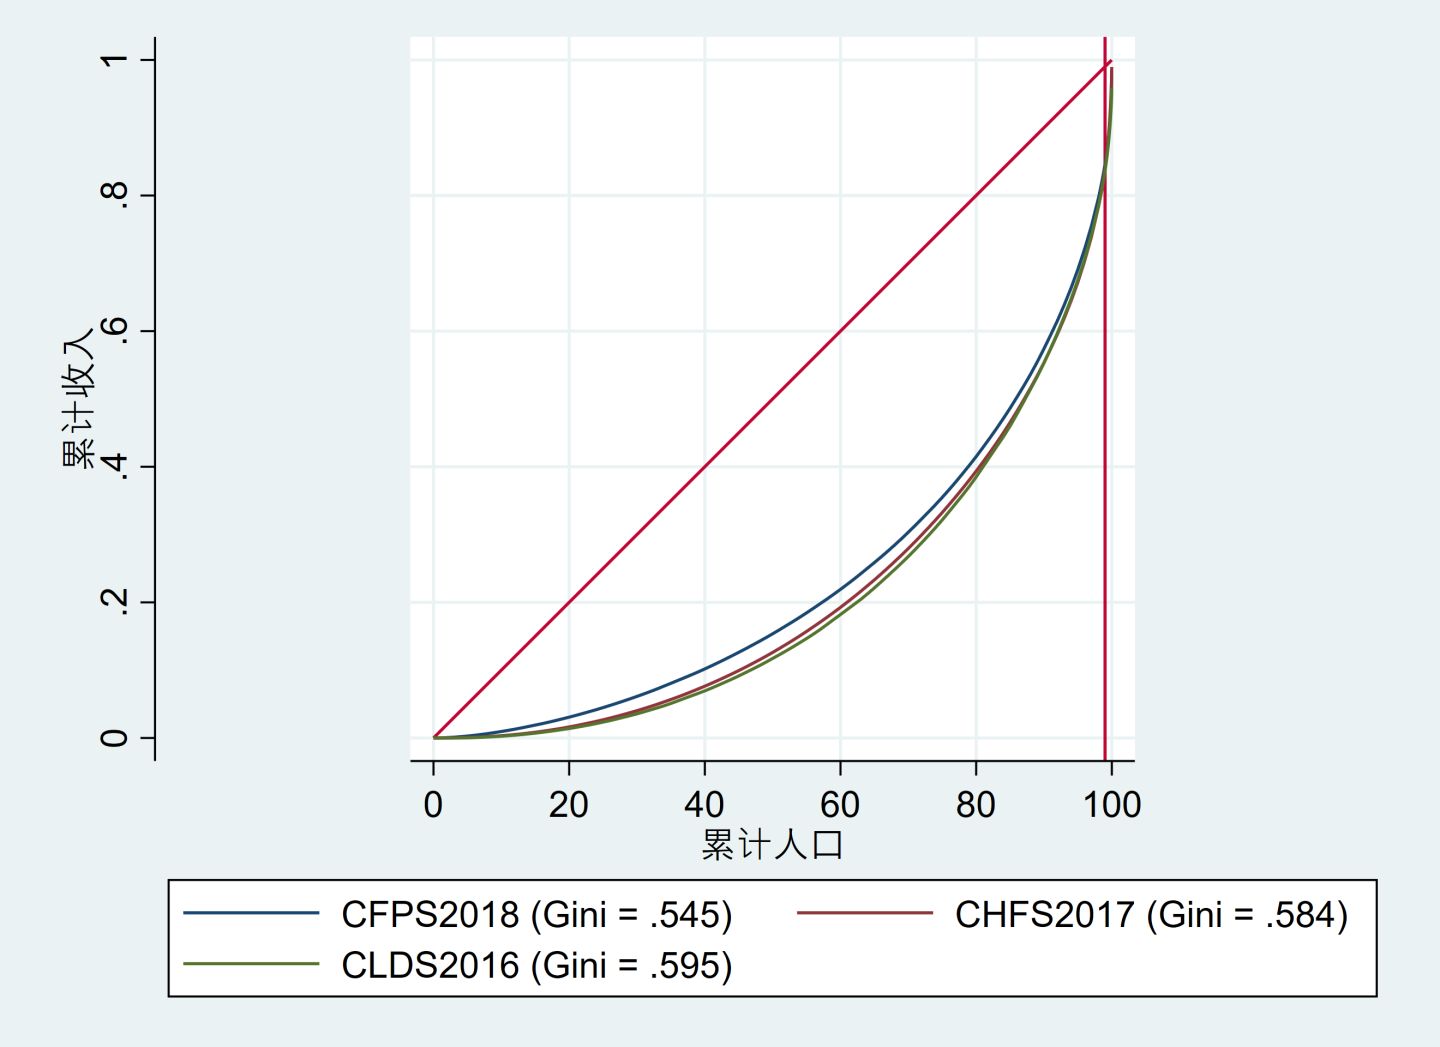 1
.8
.6
.4
.2
0
累计收入
0 20 40 60 80 100
累计人口
CFPS2018 (Gini = .545) CHFS2017 (Gini = .584)
CLDS2016 (Gini = .595)